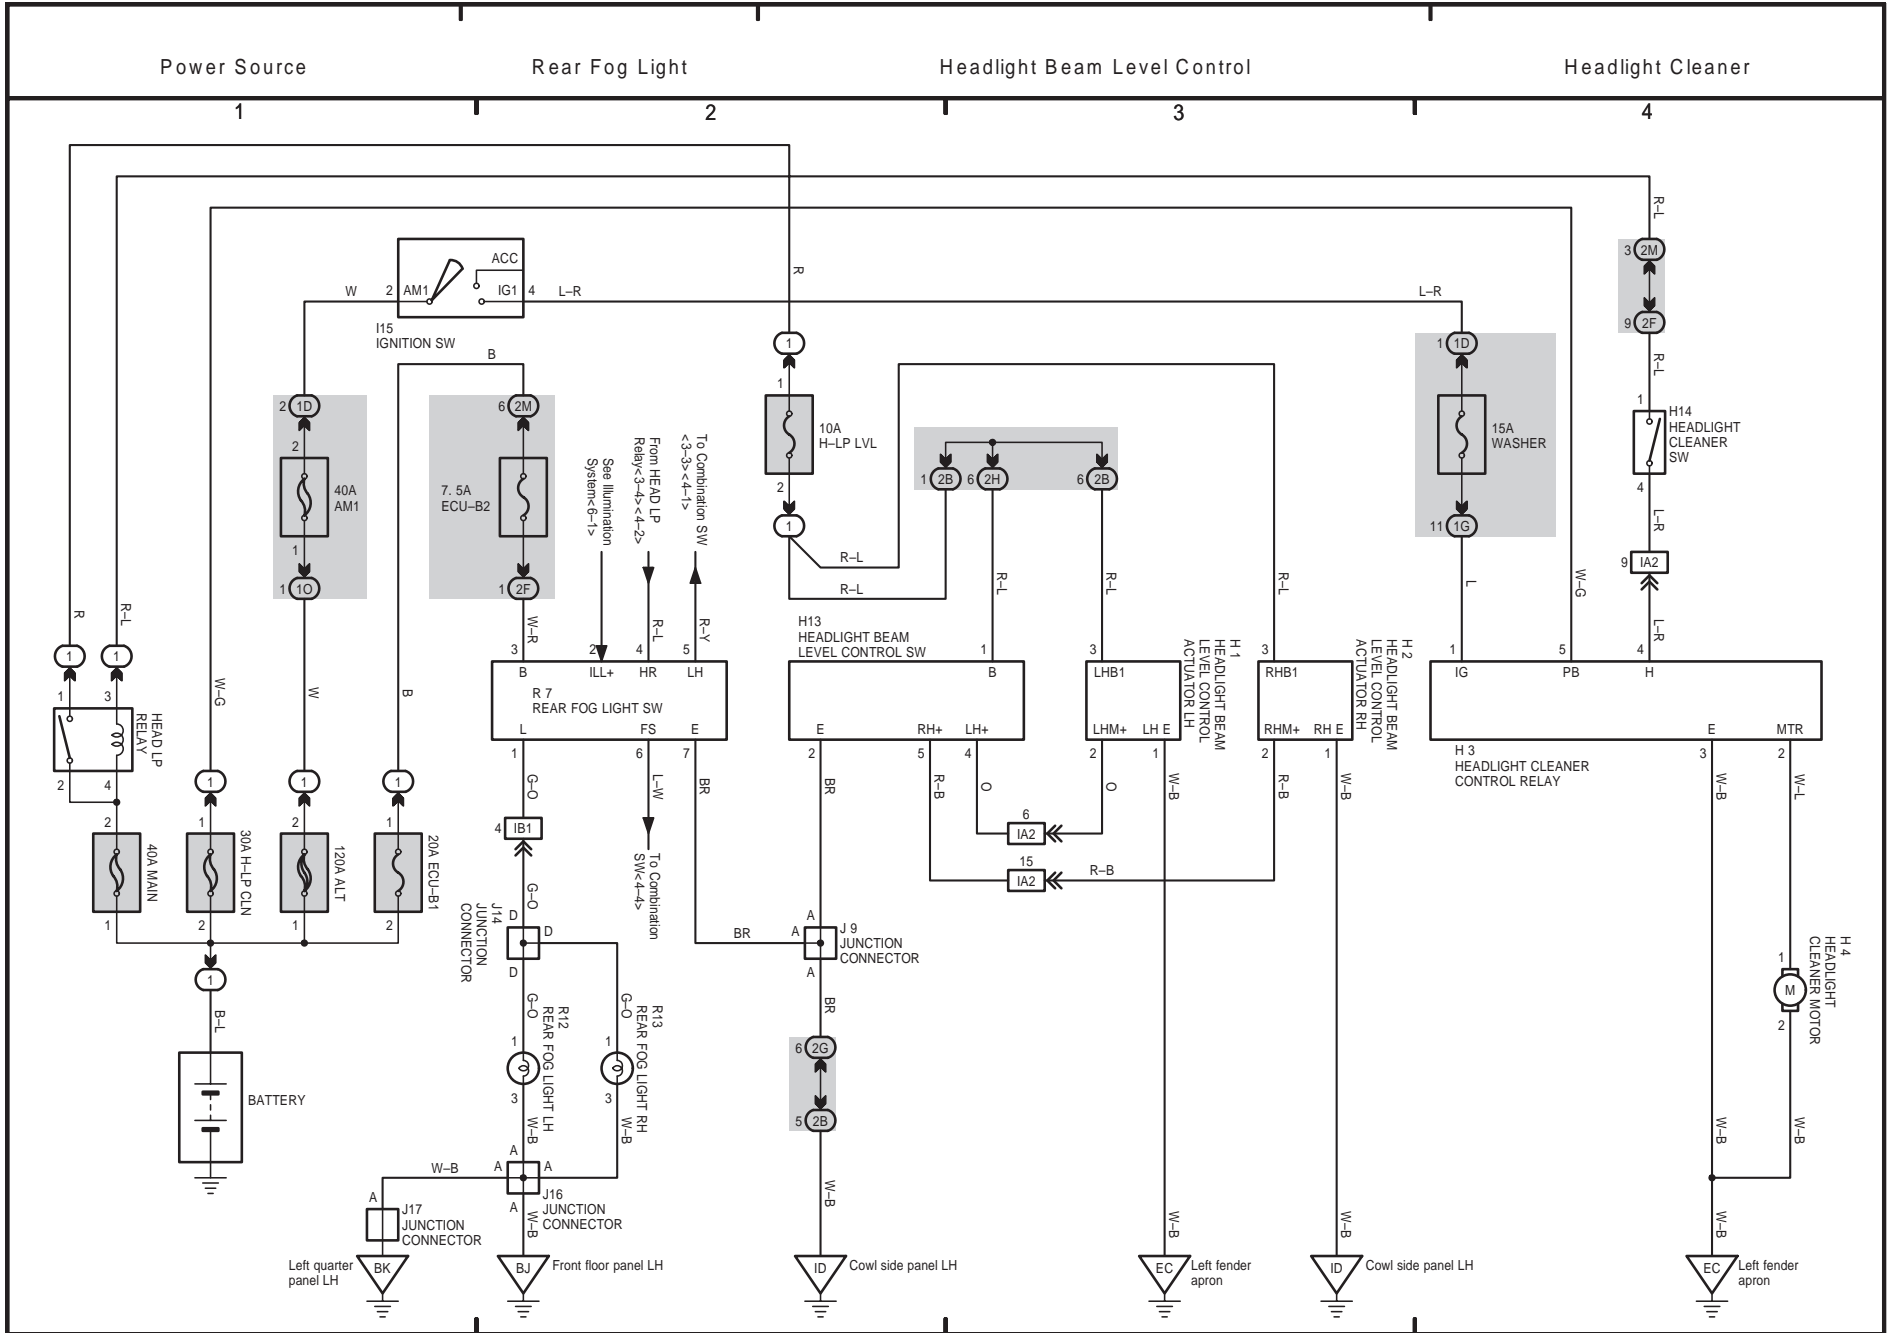 Power Source
Rear Fog Light
Headlight Beam Level Control
Headlight Cleaner
1
2
3
4
R
R–L
W–G
W
2
AM1
ACC
IG1
4
L–R
I15
IGNITION SW
B
2 1D
2
40A
AM1
1
1 1O
W
6 2M
7. 5A
ECU–B2
1 2F
W–R
B
See Illumination
System<6–1>
From HEAD LP
Relay<3–4><4–2>
R–L
To Combination SW
<3–3><4–1>
R–Y
R
1
1
10A
H–LP LVL
2
1
R–L
R–L
1 2B
6 2H
6 2B
R–L
R–L
R–L
L–R
1 1D
15A
WASHER
11 1G
L
W–G
R–L
3 2M
9 2F
R–L
1
H14
HEADLIGHT
CLEANER
SW
4
L–R
9 IA2
L–R
1
1
1
3
HEAD LP
RELAY
2
4
2
40A MAIN
1
1
1
30A H–LP CLN
2
1
2
120A ALT
1
1
1
20A ECU–B1
2
1
B–L
BATTERY
3
2
4
5
B
ILL+
HR
LH
R 7
REAR FOG LIGHT SW
L
FS
E
1
6
7
G–O
L–W
BR
To Combination
SW<4–4>
4 IB1
G–O
J14
JUNCTION
CONNECTOR
D
D
D
G–O
G–O
R12
REAR FOG LIGHT LH
R13
REAR FOG LIGHT RH
1
1
3
3
W–B
W–B
A
A
A
A
J16
JUNCTION
CONNECTOR
W–B
W–B
A
J17
JUNCTION
CONNECTOR
Left quarter
panel LH
BK
BJ
Front floor panel LH
H13
HEADLIGHT BEAM
LEVEL CONTROL SW
1
B
E
RH+
LH+
2
5
4
BR
R–B
O
BR
A
A
A
J 9
JUNCTION
CONNECTOR
BR
6 2G
5 2B
W–B
ID
Cowl side panel LH
3
LHB1
LHM+
LH E
2
1
H 1
HEADLIGHT BEAM
LEVEL CONTROL
ACTUATOR LH
O
W–B
6
IA2
15
IA2
R–B
W–B
EC
Left fender
apron
3
RHB1
RHM+
RH E
2
1
H 2
HEADLIGHT BEAM
LEVEL CONTROL
ACTUATOR RH
R–B
W–B
W–B
ID
Cowl side panel LH
1
5
4
IG
PB
H
E
MTR
3
2
H 3
HEADLIGHT CLEANER
CONTROL RELAY
W–B
W–L
H 4
HEADLIGHT
CLEANER MOTOR
1
M
2
W–B
W–B
W–B
EC
Left fender
apron